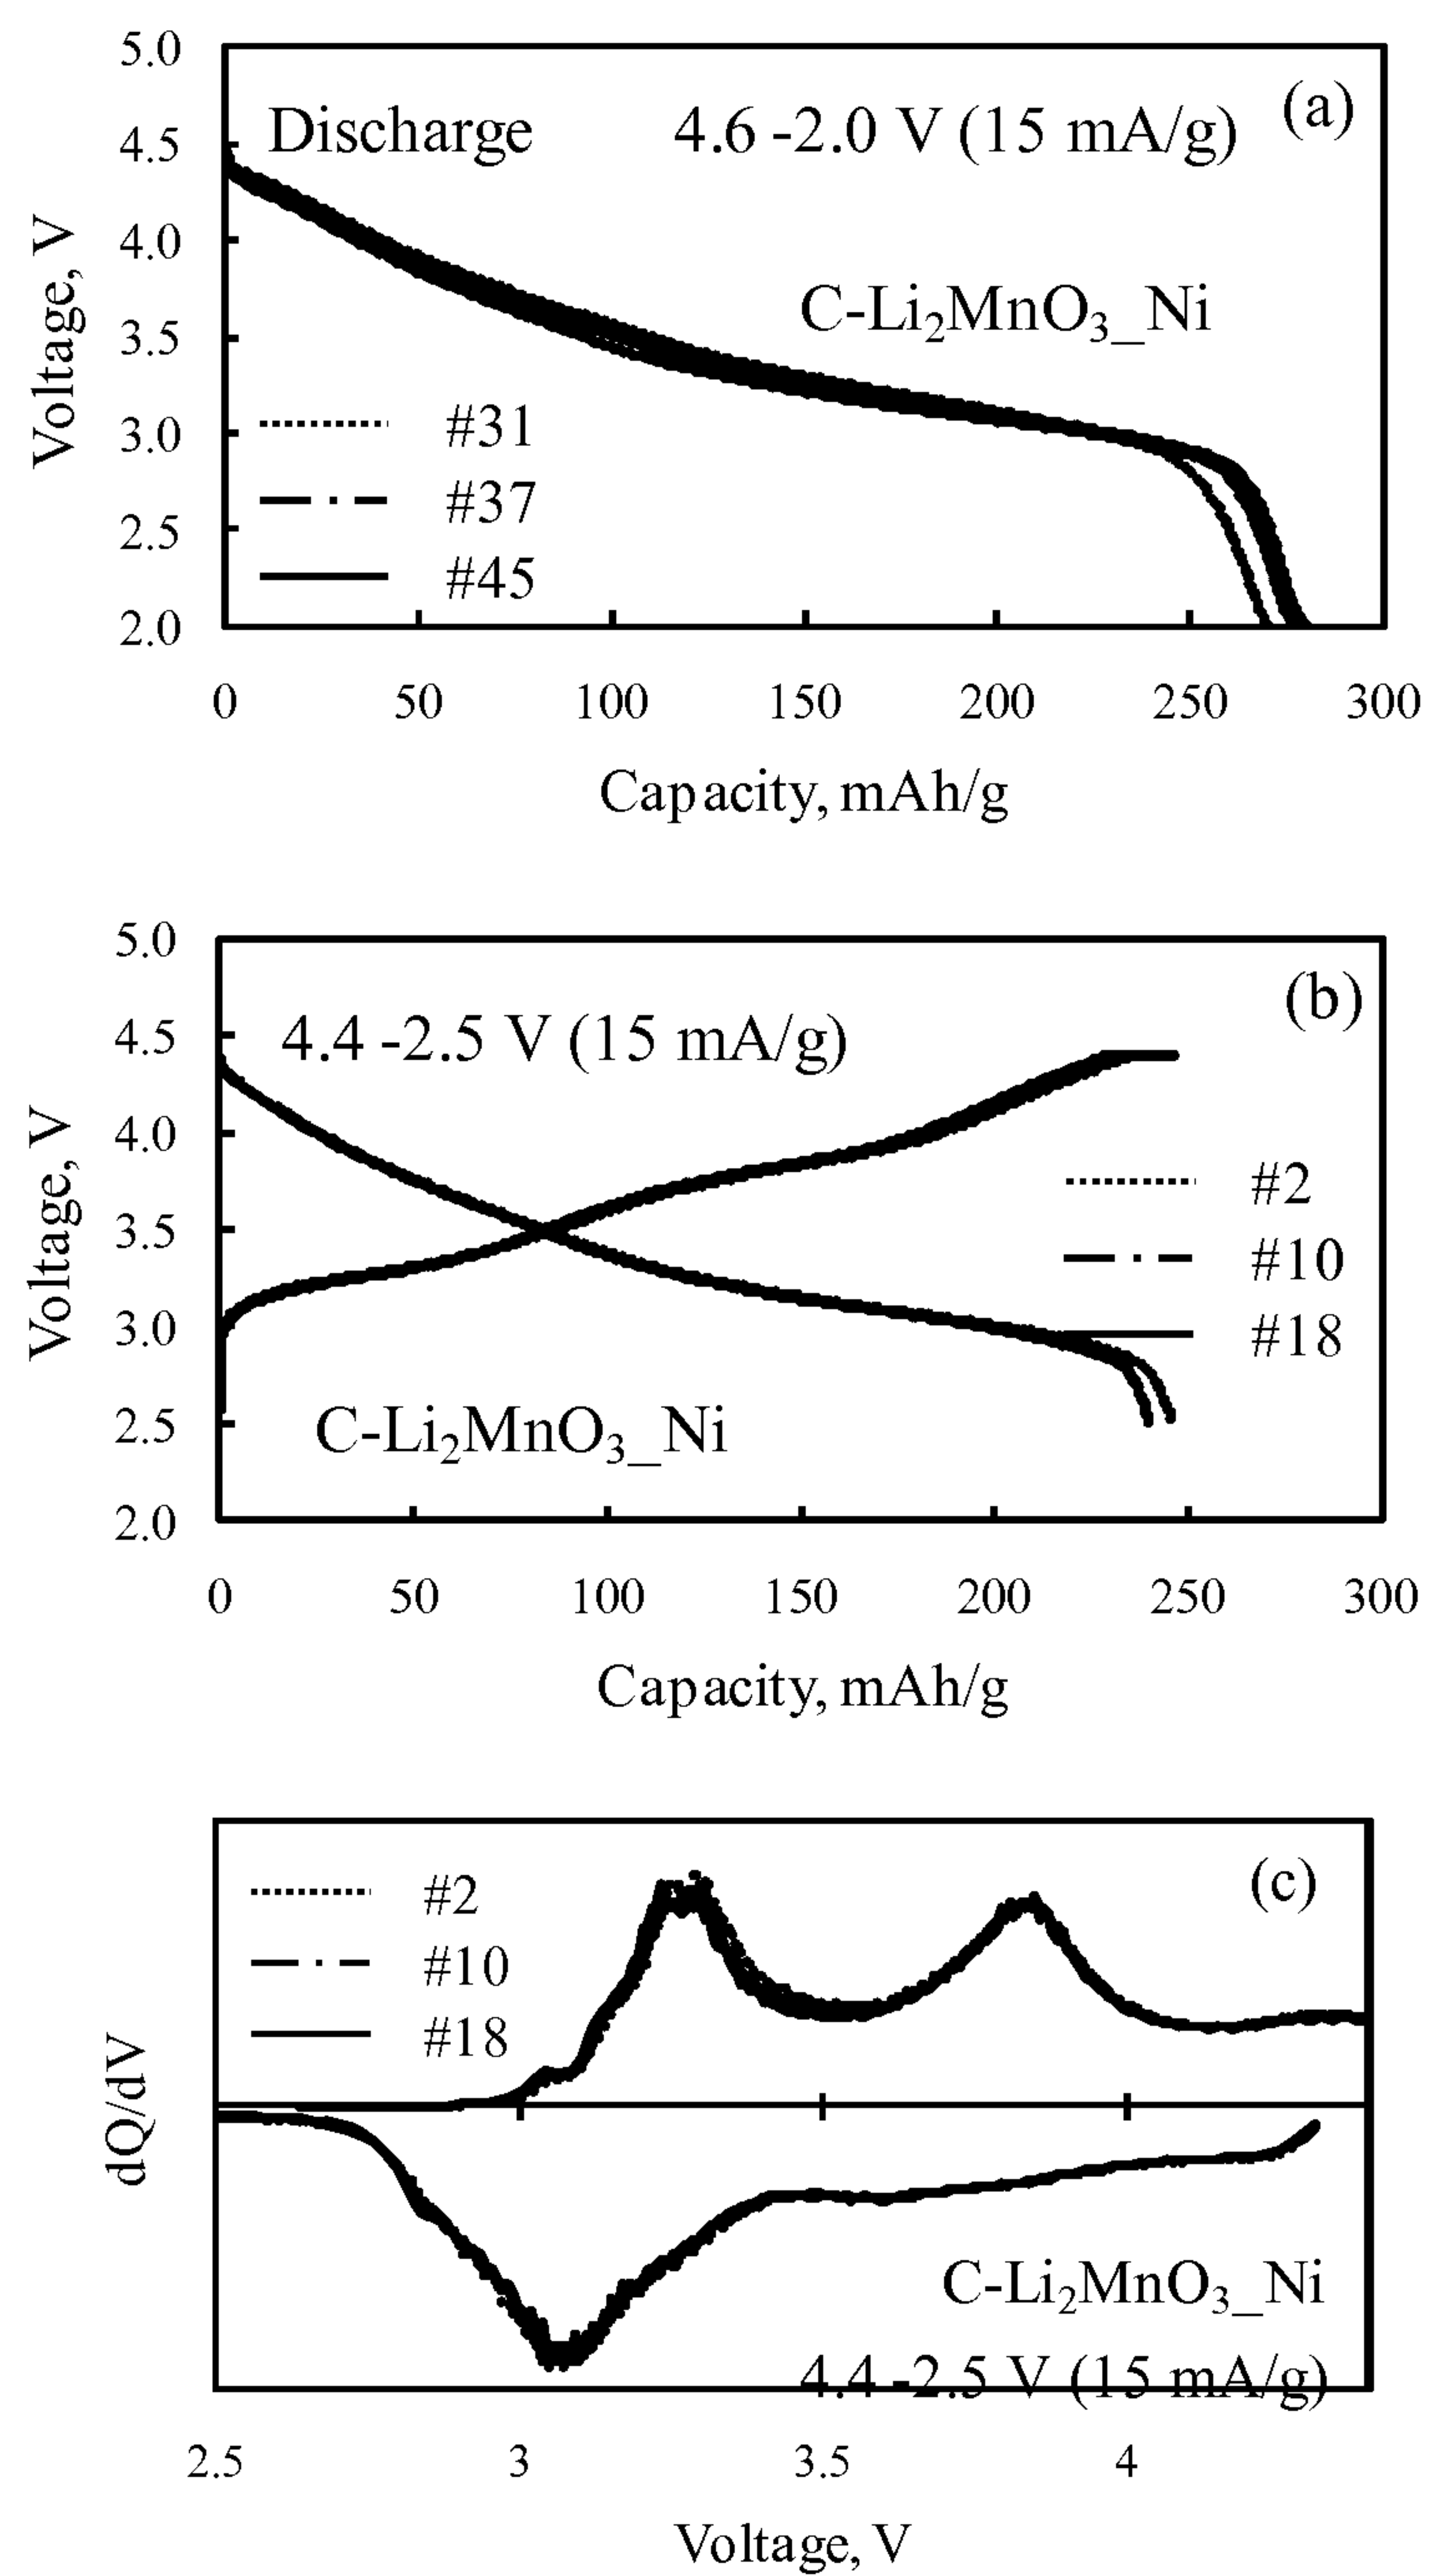 5.0
Discharge 4.6 -2.0 V (15 mA/g) (a)
4.5
4.0
C-Li₂MnO₃_Ni
3.5
3.0
#31
#37
2.5
#45
2.0
0 50 100 150 200 250 300
Voltage, V
Capacity, mAh/g
5.0
(b)
4.5
4.4 -2.5 V (15 mA/g)
4.0
#2
3.5
#10
3.0
#18
2.5
C-Li₂MnO₃_Ni
2.0
0 50 100 150 200 250 300
Voltage, V
Capacity, mAh/g
(c)
#2
#10
#18
dQ/dV
C-Li₂MnO₃_Ni
4.4 -2.5 V (15 mA/g)
2.5 3 3.5 4
Voltage, V